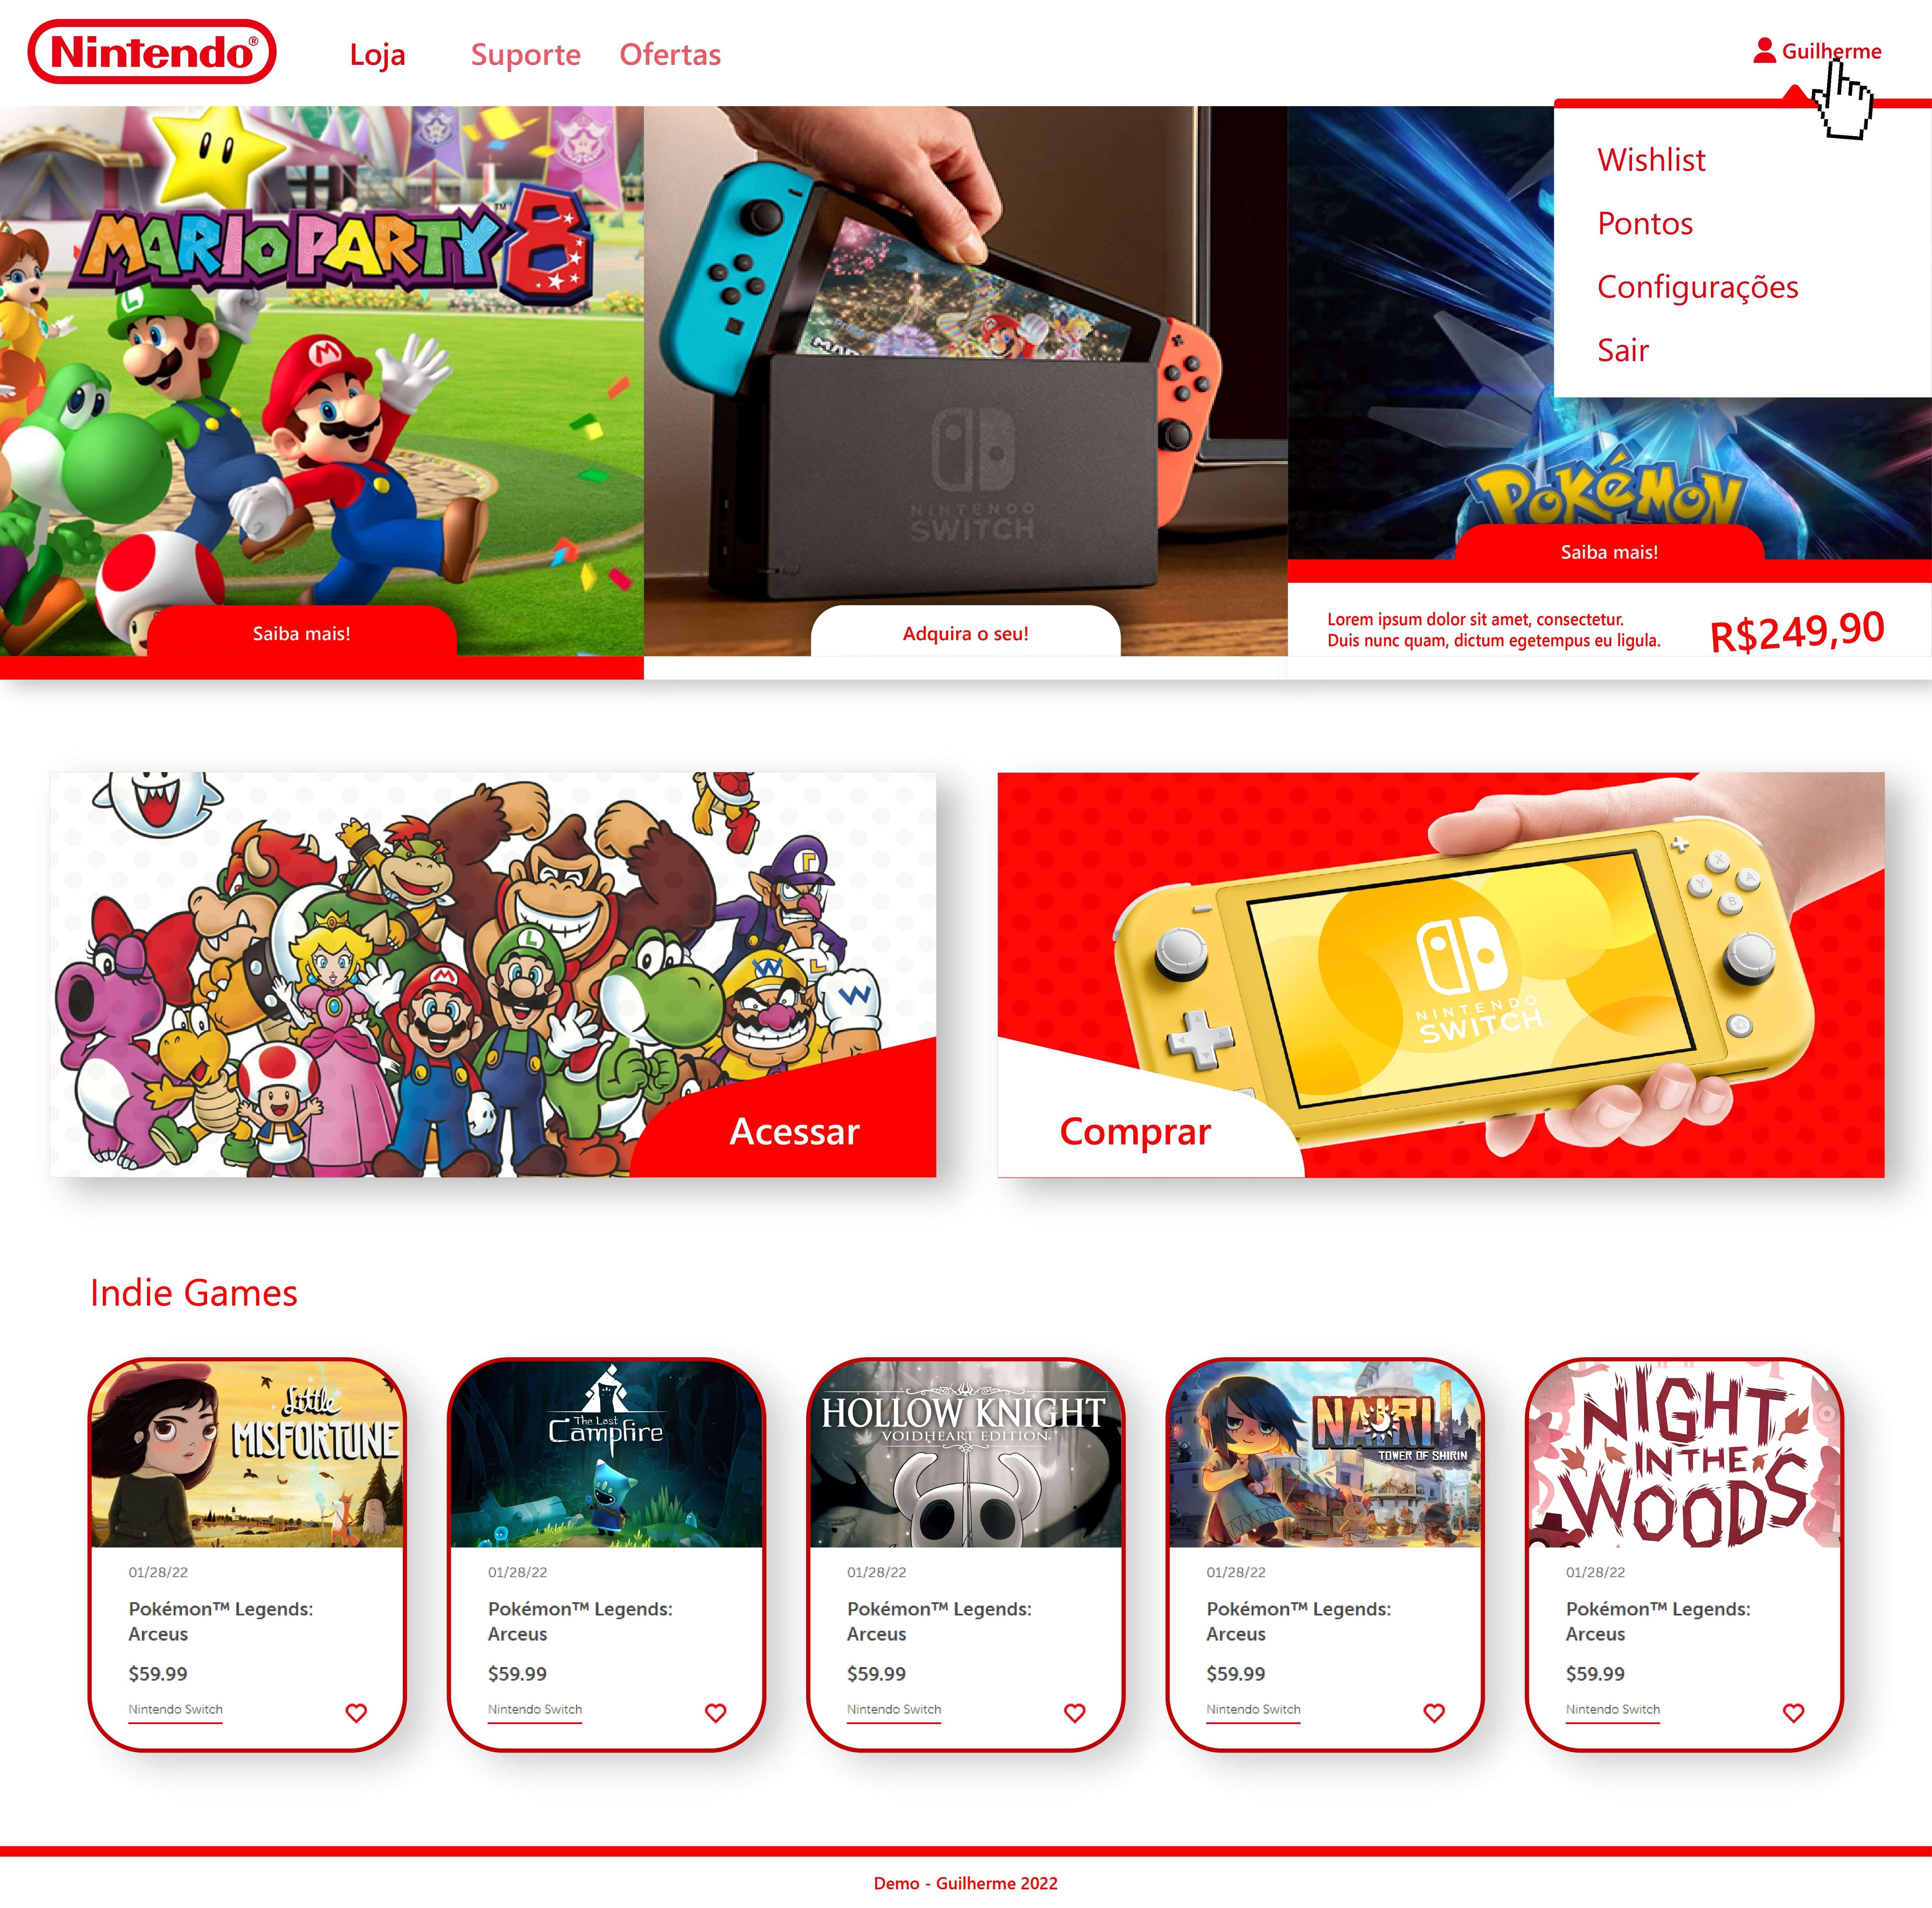 Nintendo®
Loja
Suporte
Ofertas
Guilherme
Wishlist
Pontos
Configurações
Sair
MARIO PARTY 8™
Saiba mais!
NINTENDO
SWITCH
Adquira o seu!
POKéMON
Saiba mais!
Lorem ipsum dolor sit amet, consectetur.
Duis nunc quam, dictum egetempus eu ligula.
R$249,90
Acessar
NINTENDO
SWITCH
X
Y
A
B
Comprar
Indie Games
Little
MISFORTUNE
01/28/22
Pokémon™ Legends:
Arceus
$59.99
Nintendo Switch
The Last
Campfire
01/28/22
Pokémon™ Legends:
Arceus
$59.99
Nintendo Switch
HOLLOW KNIGHT
VOIDHEART EDITION
01/28/22
Pokémon™ Legends:
Arceus
$59.99
Nintendo Switch
NAIRI
TOWER OF SHIRIN
01/28/22
Pokémon™ Legends:
Arceus
$59.99
Nintendo Switch
NIGHT
IN THE
WOODS
01/28/22
Pokémon™ Legends:
Arceus
$59.99
Nintendo Switch
Demo - Guilherme 2022